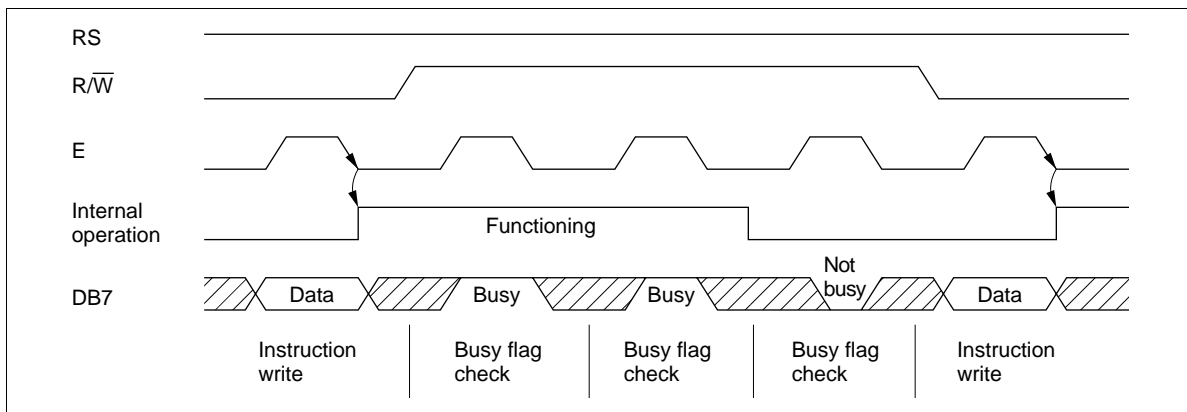 RS
R/W̅
E
Internal
operation
Functioning
DB7
Data
Busy
Busy
Not
busy
Data
Instruction
write
Busy flag
check
Busy flag
check
Busy flag
check
Instruction
write